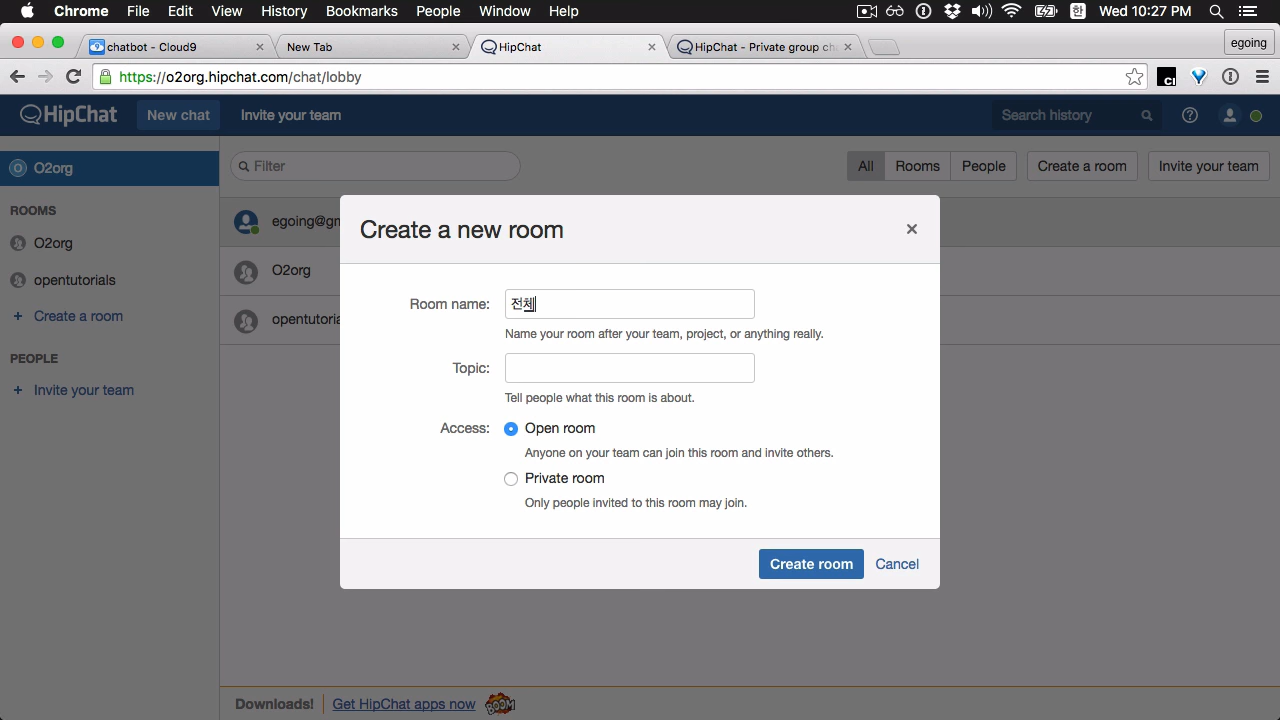 Chrome File Edit View History Bookmarks People Window Help 한 Wed 10:27 PM
chatbot - Cloud9 New Tab HipChat HipChat - Private group ch egoing
https://o2org.hipchat.com/chat/lobby
HipChat New chat Invite your team Search history
O2org
Filter All Rooms People Create a room Invite your team
ROOMS
O2org
opentutorials
+ Create a room
PEOPLE
+ Invite your team
egoing@gm
O2org
opentutoria
Create a new room ×
Room name: 전체
Name your room after your team, project, or anything really.
Topic:
Tell people what this room is about.
Access: Open room
Anyone on your team can join this room and invite others.
Private room
Only people invited to this room may join.
Create room Cancel
Downloads! Get HipChat apps now BOOM